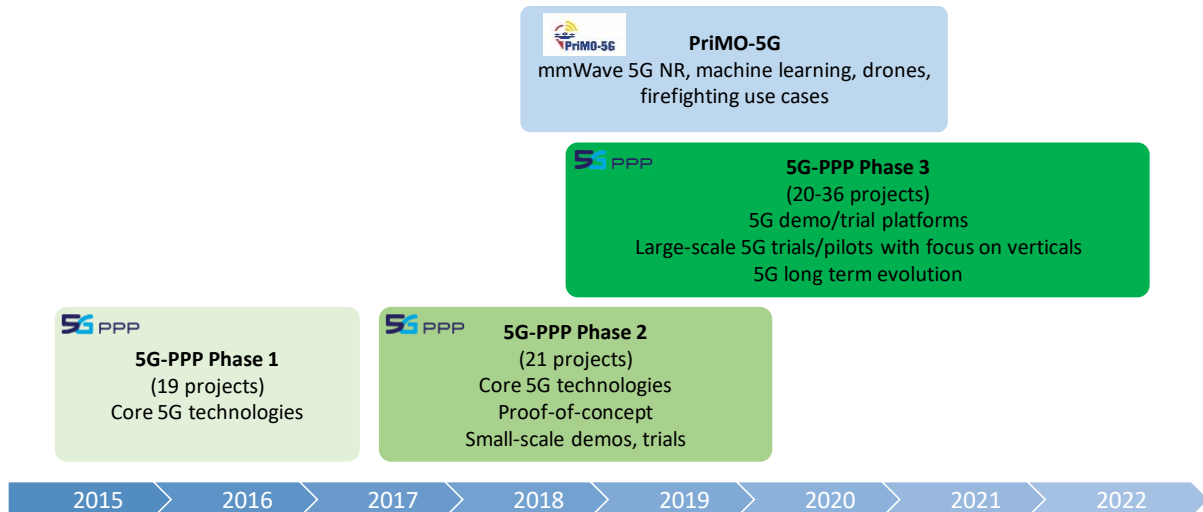 PriMO-5G
PriMO-5G
mmWave 5G NR, machine learning, drones,
firefighting use cases
5G PPP
5G-PPP Phase 3
(20-36 projects)
5G demo/trial platforms
Large-scale 5G trials/pilots with focus on verticals
5G long term evolution
5G PPP
5G-PPP Phase 1
(19 projects)
Core 5G technologies
5G PPP
5G-PPP Phase 2
(21 projects)
Core 5G technologies
Proof-of-concept
Small-scale demos, trials
2015 2016 2017 2018 2019 2020 2021 2022